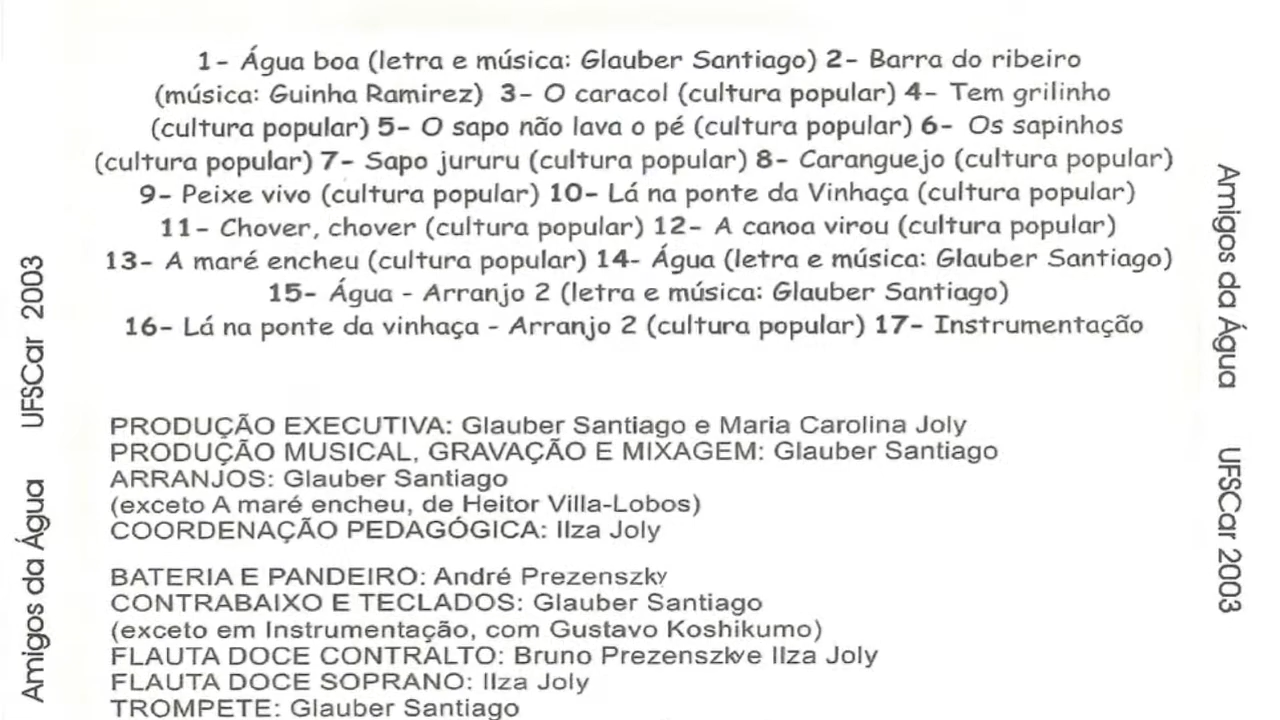 1- Água boa (letra e música: Glauber Santiago) 2- Barra do ribeiro
(música: Guinha Ramirez) 3- O caracol (cultura popular) 4- Tem grilinho
(cultura popular) 5- O sapo não lava o pé (cultura popular) 6- Os sapinhos
(cultura popular) 7- Sapo jururu (cultura popular) 8- Caranguejo (cultura popular)
9- Peixe vivo (cultura popular) 10- Lá na ponte da Vinhaça (cultura popular)
11- Chover, chover (cultura popular) 12- A canoa virou (cultura popular)
13- A maré encheu (cultura popular) 14- Água (letra e música: Glauber Santiago)
15- Água - Arranjo 2 (letra e música: Glauber Santiago)
16- Lá na ponte da vinhaça - Arranjo 2 (cultura popular) 17- Instrumentação
PRODUÇÃO EXECUTIVA: Glauber Santiago e Maria Carolina Joly
PRODUÇÃO MUSICAL, GRAVAÇÃO E MIXAGEM: Glauber Santiago
ARRANJOS: Glauber Santiago
(exceto A maré encheu, de Heitor Villa-Lobos)
COORDENAÇÃO PEDAGÓGICA: Ilza Joly
BATERIA E PANDEIRO: André Prezenszky
CONTRABAIXO E TECLADOS: Glauber Santiago
(exceto em Instrumentação, com Gustavo Koshikumo)
FLAUTA DOCE CONTRALTO: Bruno Prezenszky e Ilza Joly
FLAUTA DOCE SOPRANO: Ilza Joly
TROMPETE: Glauber Santiago
Amigos da Água UFSCar 2003
Amigos da Água UFSCar 2003